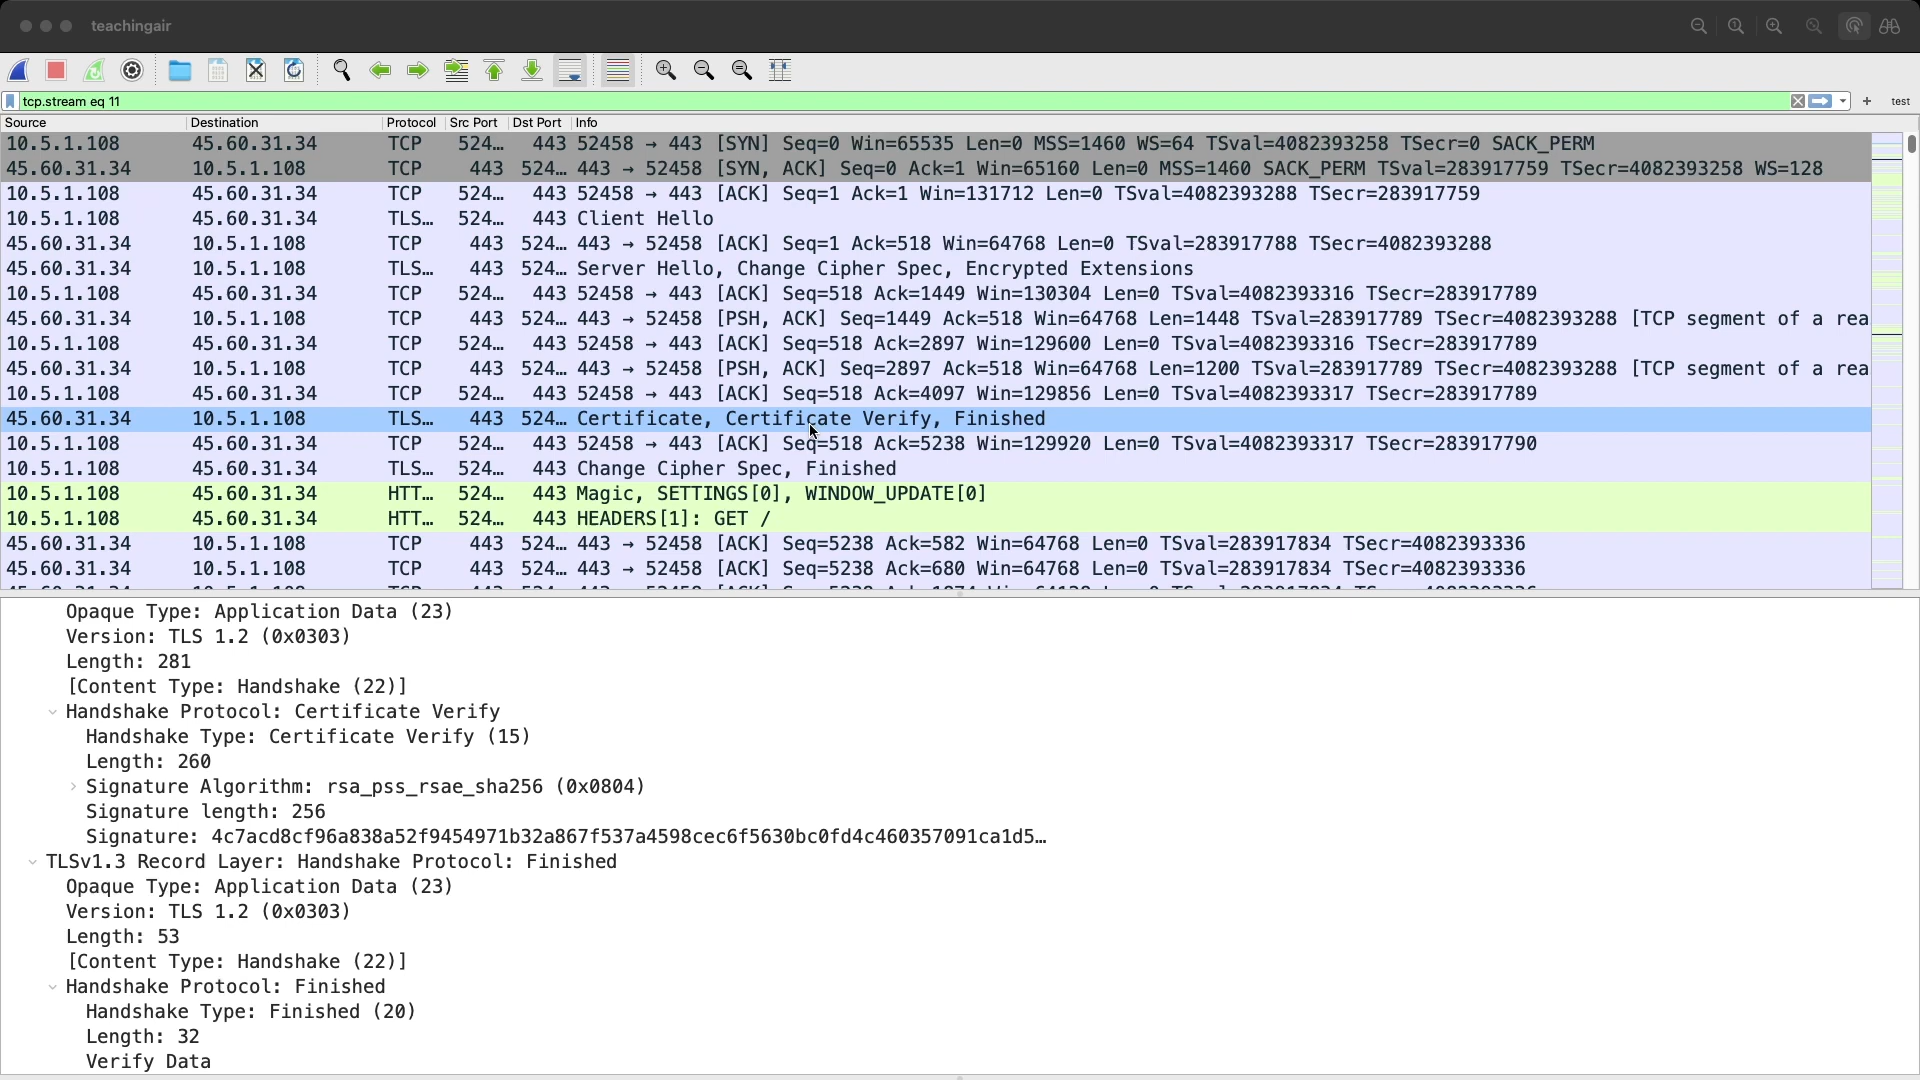 teachingair
tcp.stream eq 11
test
Source Destination Protocol Src Port Dst Port Info
10.5.1.108 45.60.31.34 TCP 524… 443 52458 → 443 [SYN] Seq=0 Win=65535 Len=0 MSS=1460 WS=64 TSval=4082393258 TSecr=0 SACK_PERM
45.60.31.34 10.5.1.108 TCP 443 524… 443 → 52458 [SYN, ACK] Seq=0 Ack=1 Win=65160 Len=0 MSS=1460 SACK_PERM TSval=283917759 TSecr=4082393258 WS=128
10.5.1.108 45.60.31.34 TCP 524… 443 52458 → 443 [ACK] Seq=1 Ack=1 Win=131712 Len=0 TSval=4082393288 TSecr=283917759
10.5.1.108 45.60.31.34 TLS… 524… 443 Client Hello
45.60.31.34 10.5.1.108 TCP 443 524… 443 → 52458 [ACK] Seq=1 Ack=518 Win=64768 Len=0 TSval=283917788 TSecr=4082393288
45.60.31.34 10.5.1.108 TLS… 443 524… Server Hello, Change Cipher Spec, Encrypted Extensions
10.5.1.108 45.60.31.34 TCP 524… 443 52458 → 443 [ACK] Seq=518 Ack=1449 Win=130304 Len=0 TSval=4082393316 TSecr=283917789
45.60.31.34 10.5.1.108 TCP 443 524… 443 → 52458 [PSH, ACK] Seq=1449 Ack=518 Win=64768 Len=1448 TSval=283917789 TSecr=4082393288 [TCP segment of a rea
10.5.1.108 45.60.31.34 TCP 524… 443 52458 → 443 [ACK] Seq=518 Ack=2897 Win=129600 Len=0 TSval=4082393316 TSecr=283917789
45.60.31.34 10.5.1.108 TCP 443 524… 443 → 52458 [PSH, ACK] Seq=2897 Ack=518 Win=64768 Len=1200 TSval=283917789 TSecr=4082393288 [TCP segment of a rea
10.5.1.108 45.60.31.34 TCP 524… 443 52458 → 443 [ACK] Seq=518 Ack=4097 Win=129856 Len=0 TSval=4082393317 TSecr=283917789
45.60.31.34 10.5.1.108 TLS… 443 524… Certificate, Certificate Verify, Finished
10.5.1.108 45.60.31.34 TCP 524… 443 52458 → 443 [ACK] Seq=518 Ack=5238 Win=129920 Len=0 TSval=4082393317 TSecr=283917790
10.5.1.108 45.60.31.34 TLS… 524… 443 Change Cipher Spec, Finished
10.5.1.108 45.60.31.34 HTT… 524… 443 Magic, SETTINGS[0], WINDOW_UPDATE[0]
10.5.1.108 45.60.31.34 HTT… 524… 443 HEADERS[1]: GET /
45.60.31.34 10.5.1.108 TCP 443 524… 443 → 52458 [ACK] Seq=5238 Ack=582 Win=64768 Len=0 TSval=283917834 TSecr=4082393336
45.60.31.34 10.5.1.108 TCP 443 524… 443 → 52458 [ACK] Seq=5238 Ack=680 Win=64768 Len=0 TSval=283917834 TSecr=4082393336
Opaque Type: Application Data (23)
Version: TLS 1.2 (0x0303)
Length: 281
[Content Type: Handshake (22)]
Handshake Protocol: Certificate Verify
Handshake Type: Certificate Verify (15)
Length: 260
Signature Algorithm: rsa_pss_rsae_sha256 (0x0804)
Signature length: 256
Signature: 4c7acd8cf96a838a52f9454971b32a867f537a4598cec6f5630bc0fd4c460357091ca1d5…
TLSv1.3 Record Layer: Handshake Protocol: Finished
Opaque Type: Application Data (23)
Version: TLS 1.2 (0x0303)
Length: 53
[Content Type: Handshake (22)]
Handshake Protocol: Finished
Handshake Type: Finished (20)
Length: 32
Verify Data